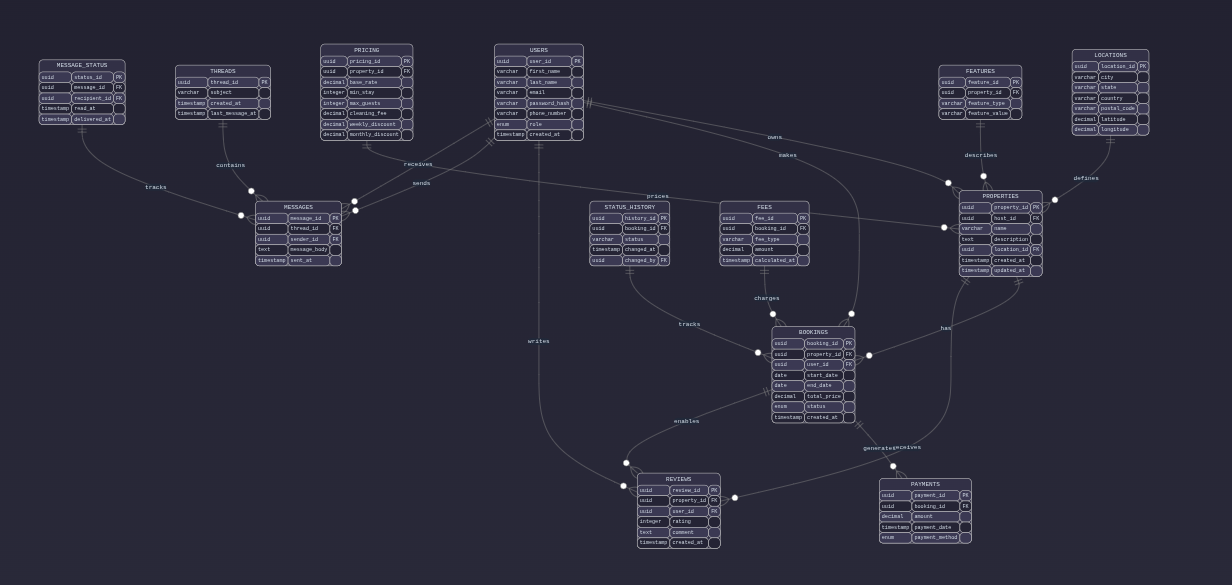 MESSAGE_STATUS
uuid status_id PK
uuid message_id FK
uuid recipient_id FK
timestamp read_at
timestamp delivered_at
THREADS
uuid thread_id PK
varchar subject
timestamp created_at
timestamp last_message_at
PRICING
uuid pricing_id PK
uuid property_id FK
decimal base_rate
integer min_stay
integer max_guests
decimal cleaning_fee
decimal weekly_discount
decimal monthly_discount
USERS
uuid user_id PK
varchar first_name
varchar last_name
varchar email
varchar password_hash
varchar phone_number
enum role
timestamp created_at
FEATURES
uuid feature_id PK
uuid property_id FK
varchar feature_type
varchar feature_value
LOCATIONS
uuid location_id PK
varchar city
varchar state
varchar country
varchar postal_code
decimal latitude
decimal longitude
owns
makes
describes
receives
contains
defines
sends
tracks
prices
MESSAGES
uuid message_id PK
uuid thread_id FK
uuid sender_id FK
text message_body
timestamp sent_at
STATUS_HISTORY
uuid history_id PK
uuid booking_id FK
varchar status
timestamp changed_at
uuid changed_by FK
FEES
uuid fee_id PK
uuid booking_id FK
varchar fee_type
decimal amount
timestamp calculated_at
PROPERTIES
uuid property_id PK
uuid host_id FK
varchar name
text description
uuid location_id FK
timestamp created_at
timestamp updated_at
charges
tracks
has
writes
BOOKINGS
uuid booking_id PK
uuid property_id FK
uuid user_id FK
date start_date
date end_date
decimal total_price
enum status
timestamp created_at
enables
generates
eceives
REVIEWS
uuid review_id PK
uuid property_id FK
uuid user_id FK
integer rating
text comment
timestamp created_at
PAYMENTS
uuid payment_id PK
uuid booking_id FK
decimal amount
timestamp payment_date
enum payment_method